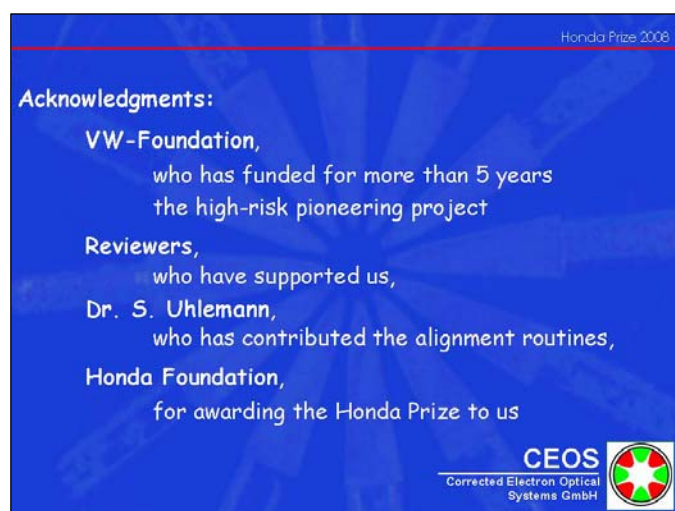 Honda Prize 2008
Acknowledgments:
VW-Foundation,
who has funded for more than 5 years
the high-risk pioneering project
Reviewers,
who have supported us,
Dr. S. Uhlemann,
who has contributed the alignment routines,
Honda Foundation,
for awarding the Honda Prize to us
CEOS
Corrected Electron Optical
Systems GmbH